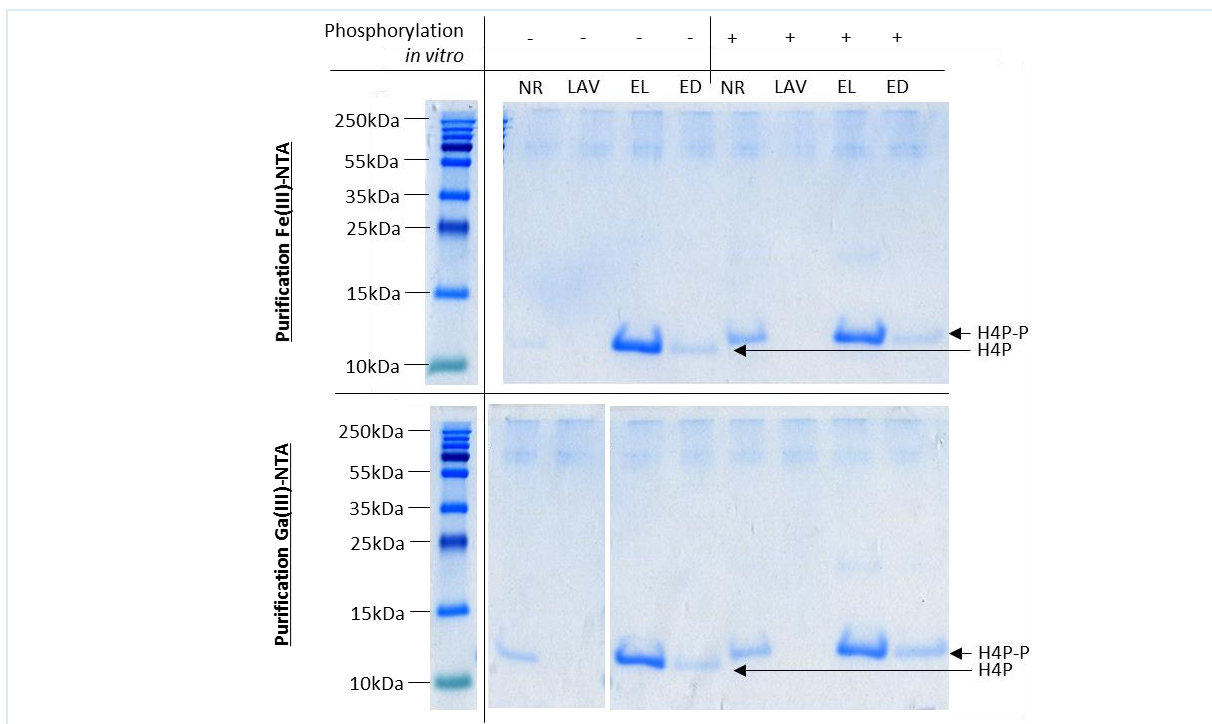 Phosphorylation - - - - + + + +
in vitro
NR LAV EL ED NR LAV EL ED
Purification Fe(III)-NTA
250kDa
55kDa
35kDa
25kDa
15kDa
H4P-P
H4P
10kDa
Purification Ga(III)-NTA
250kDa
55kDa
35kDa
25kDa
15kDa
H4P-P
H4P
10kDa